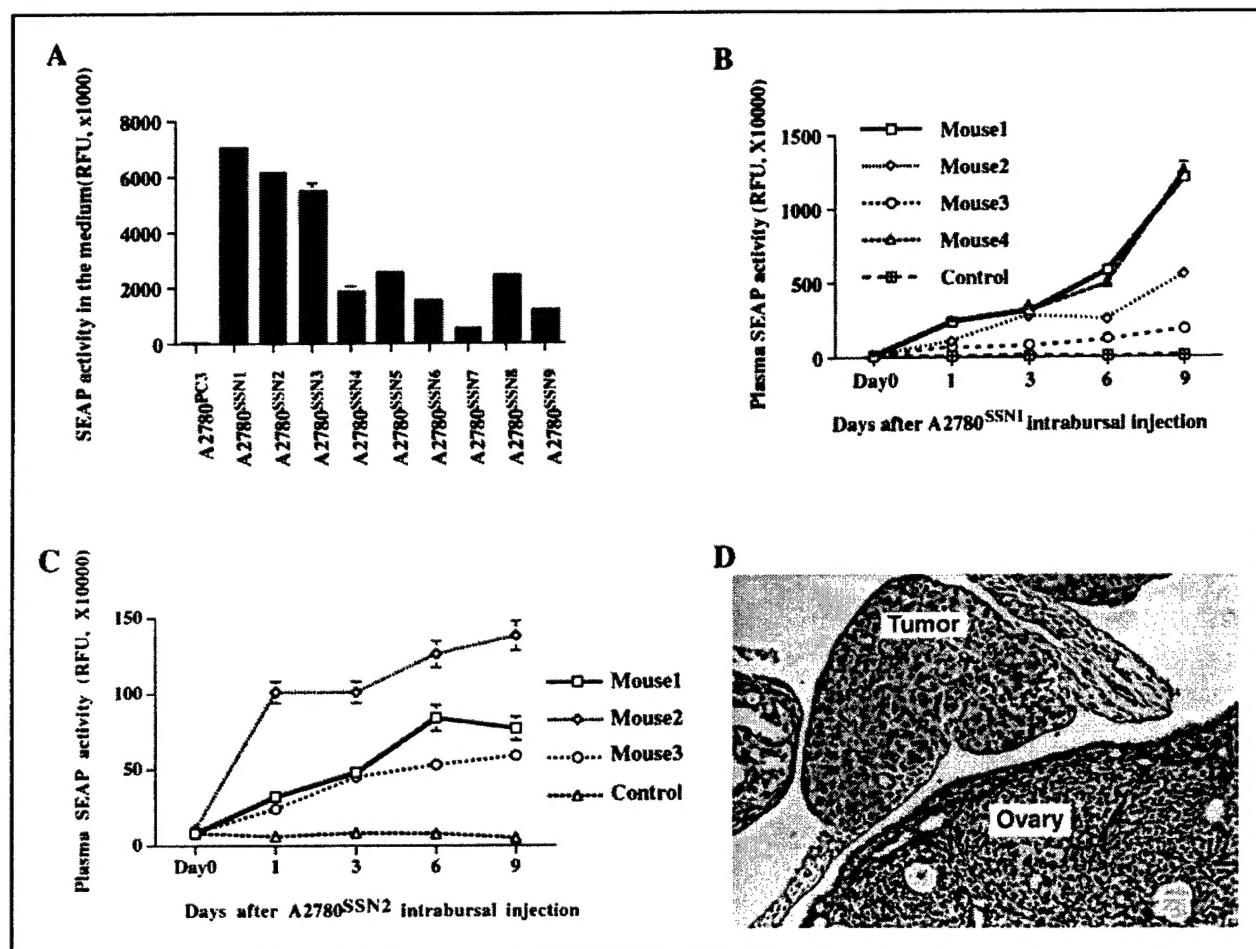 A
SEAP activity in the medium(RFU, x1000)
8000
6000
4000
2000
0
A2780PC3
A2780SSN1
A2780SSN2
A2780SSN3
A2780SSN4
A2780SSN5
A2780SSN6
A2780SSN7
A2780SSN8
A2780SSN9
B
Plasma SEAP activity (RFU, X10000)
1500
1000
500
0
Mouse1
Mouse2
Mouse3
Mouse4
Control
Day0 1 3 6 9
Days after A2780SSN1 intrabursal injection
C
Plasma SEAP activity (RFU, X10000)
150
100
50
0
Mouse1
Mouse2
Mouse3
Control
Day0 1 3 6 9
Days after A2780SSN2 intrabursal injection
D
Tumor
Ovary